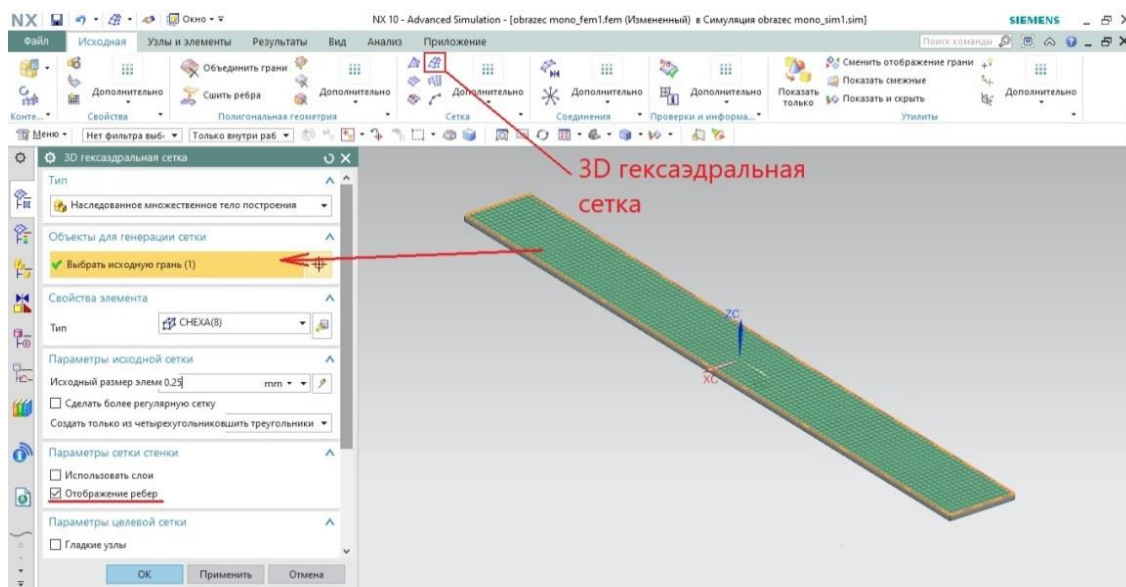 NX Окно NX 10 - Advanced Simulation - [obrazec mono_fem1.fem (Измененный) в Симуляция obrazec mono_sim1.sim] SIEMENS
Файл Исходная Узлы и элементы Результаты Вид Анализ Приложение Поиск команды
Объединить грани
Сменить отображение грани
Дополнительно Дополнительно Дополнительно Дополнительно Дополнительно Показать только Показать смежные Дополнительно
Сшить ребра
Показать и скрыть
Конте... Свойства Полигональная геометрия Сетка Соединения Проверки и информа... Утилиты
Меню Нет фильтра выб Только внутри раб
3D гексаэдральная сетка
Тип
Наследованное множественное тело построения
Объекты для генерации сетки
Выбрать исходную грань (1)
Свойства элемента
Тип CHEXA(8)
Параметры исходной сетки
Исходный размер элеме 0.25 mm
Сделать более регулярную сетку
Создать только из четырехугольников шить треугольники
Параметры сетки стенки
Использовать слои
Отображение ребер
Параметры целевой сетки
Гладкие узлы
OK Применить Отмена
3D гексаэдральная
сетка
ZC
XC